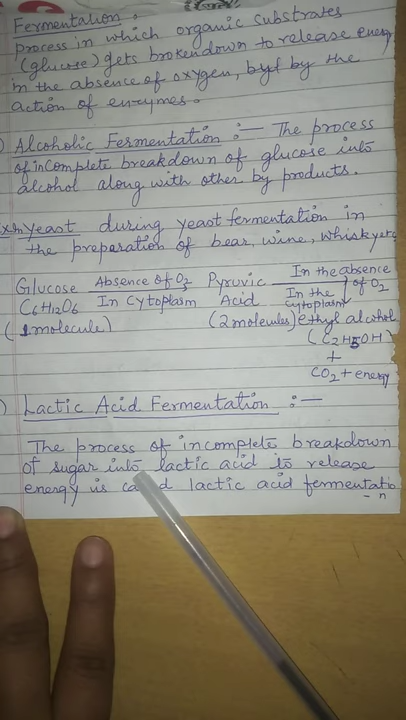 Fermentation :
process in which organic substrates
(glucose) gets broken down to release energy
in the absence of oxygen, by the
action of enzymes.
) Alcoholic Fermentation :— The process
of incomplete breakdown of glucose into
alcohol along with other by products.
Ex:- In yeast during yeast fermentation in
the preparation of bear, wine, whisky etc
Glucose Absence of O2 Pyruvic In the absence of O2
C6H12O6 In Cytoplasm Acid In the cytoplasm
(1 molecule) (2 molecules) ethyl alcohol
(C2H5OH)
+
CO2 + energy
) Lactic Acid Fermentation :—
The process of incomplete breakdown
of sugar into lactic acid to release
energy is ca d lactic acid fermentatio
-n